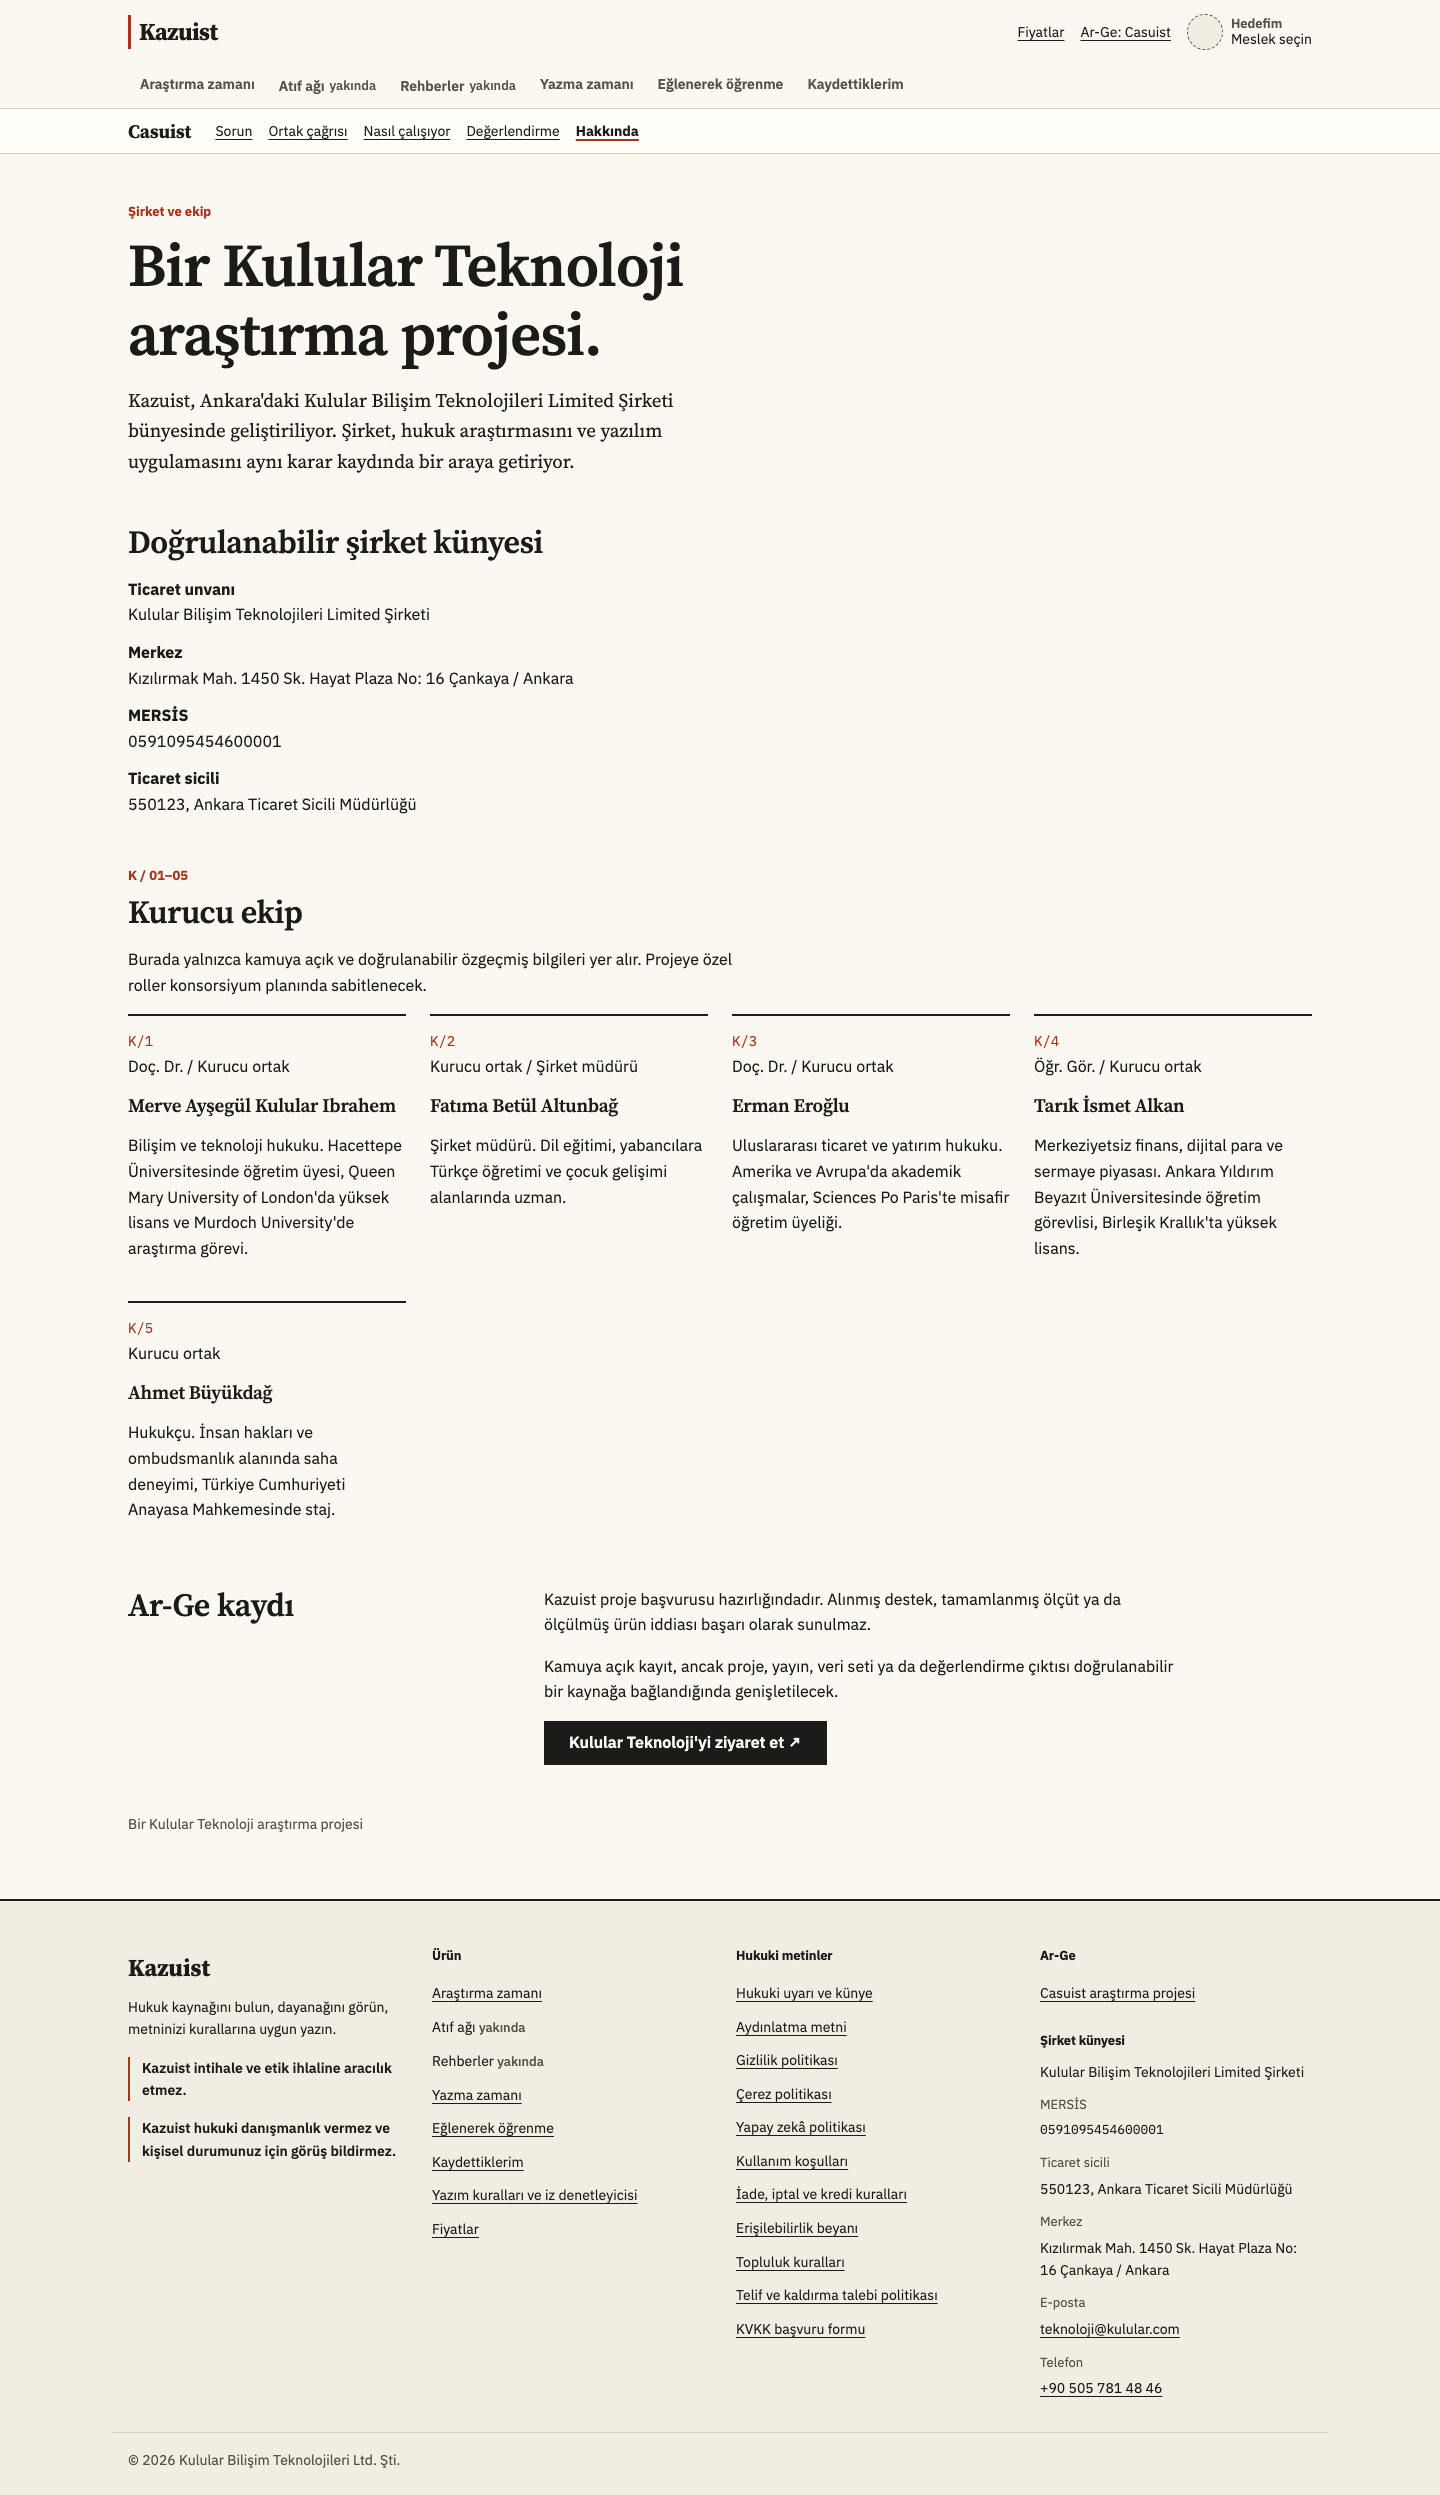 Kazuist
Fiyatlar
Ar-Ge: Casuist
Hedefim
Meslek seçin
Araştırma zamanı
Atıf ağı yakında
Rehberler yakında
Yazma zamanı
Eğlenerek öğrenme
Kaydettiklerim
Casuist
Sorun
Ortak çağrısı
Nasıl çalışıyor
Değerlendirme
Hakkında
Şirket ve ekip
Bir Kulular Teknoloji
araştırma projesi.
Kazuist, Ankara'daki Kulular Bilişim Teknolojileri Limited Şirketi
bünyesinde geliştiriliyor. Şirket, hukuk araştırmasını ve yazılım
uygulamasını aynı karar kaydında bir araya getiriyor.
Doğrulanabilir şirket künyesi
Ticaret unvanı
Kulular Bilişim Teknolojileri Limited Şirketi
Merkez
Kızılırmak Mah. 1450 Sk. Hayat Plaza No: 16 Çankaya / Ankara
MERSİS
0591095454600001
Ticaret sicili
550123, Ankara Ticaret Sicili Müdürlüğü
K / 01–05
Kurucu ekip
Burada yalnızca kamuya açık ve doğrulanabilir özgeçmiş bilgileri yer alır. Projeye özel
roller konsorsiyum planında sabitlenecek.
K/1
Doç. Dr. / Kurucu ortak
Merve Ayşegül Kulular Ibrahem
Bilişim ve teknoloji hukuku. Hacettepe
Üniversitesinde öğretim üyesi, Queen
Mary University of London'da yüksek
lisans ve Murdoch University'de
araştırma görevi.
K/2
Kurucu ortak / Şirket müdürü
Fatıma Betül Altunbağ
Şirket müdürü. Dil eğitimi, yabancılara
Türkçe öğretimi ve çocuk gelişimi
alanlarında uzman.
K/3
Doç. Dr. / Kurucu ortak
Erman Eroğlu
Uluslararası ticaret ve yatırım hukuku.
Amerika ve Avrupa'da akademik
çalışmalar, Sciences Po Paris'te misafir
öğretim üyeliği.
K/4
Öğr. Gör. / Kurucu ortak
Tarık İsmet Alkan
Merkeziyetsiz finans, dijital para ve
sermaye piyasası. Ankara Yıldırım
Beyazıt Üniversitesinde öğretim
görevlisi, Birleşik Krallık'ta yüksek
lisans.
K/5
Kurucu ortak
Ahmet Büyükdağ
Hukukçu. İnsan hakları ve
ombudsmanlık alanında saha
deneyimi, Türkiye Cumhuriyeti
Anayasa Mahkemesinde staj.
Ar-Ge kaydı
Kazuist proje başvurusu hazırlığındadır. Alınmış destek, tamamlanmış ölçüt ya da
ölçülmüş ürün iddiası başarı olarak sunulmaz.
Kamuya açık kayıt, ancak proje, yayın, veri seti ya da değerlendirme çıktısı doğrulanabilir
bir kaynağa bağlandığında genişletilecek.
Kulular Teknoloji'yi ziyaret et ↗
Bir Kulular Teknoloji araştırma projesi
Kazuist
Hukuk kaynağını bulun, dayanağını görün,
metninizi kurallarına uygun yazın.
Kazuist intihale ve etik ihlaline aracılık
etmez.
Kazuist hukuki danışmanlık vermez ve
kişisel durumunuz için görüş bildirmez.
Ürün
Araştırma zamanı
Atıf ağı yakında
Rehberler yakında
Yazma zamanı
Eğlenerek öğrenme
Kaydettiklerim
Yazım kuralları ve iz denetleyicisi
Fiyatlar
Hukuki metinler
Hukuki uyarı ve künye
Aydınlatma metni
Gizlilik politikası
Çerez politikası
Yapay zekâ politikası
Kullanım koşulları
İade, iptal ve kredi kuralları
Erişilebilirlik beyanı
Topluluk kuralları
Telif ve kaldırma talebi politikası
KVKK başvuru formu
Ar-Ge
Casuist araştırma projesi
Şirket künyesi
Kulular Bilişim Teknolojileri Limited Şirketi
MERSİS
0591095454600001
Ticaret sicili
550123, Ankara Ticaret Sicili Müdürlüğü
Merkez
Kızılırmak Mah. 1450 Sk. Hayat Plaza No:
16 Çankaya / Ankara
E-posta
teknoloji@kulular.com
Telefon
+90 505 781 48 46
© 2026 Kulular Bilişim Teknolojileri Ltd. Şti.